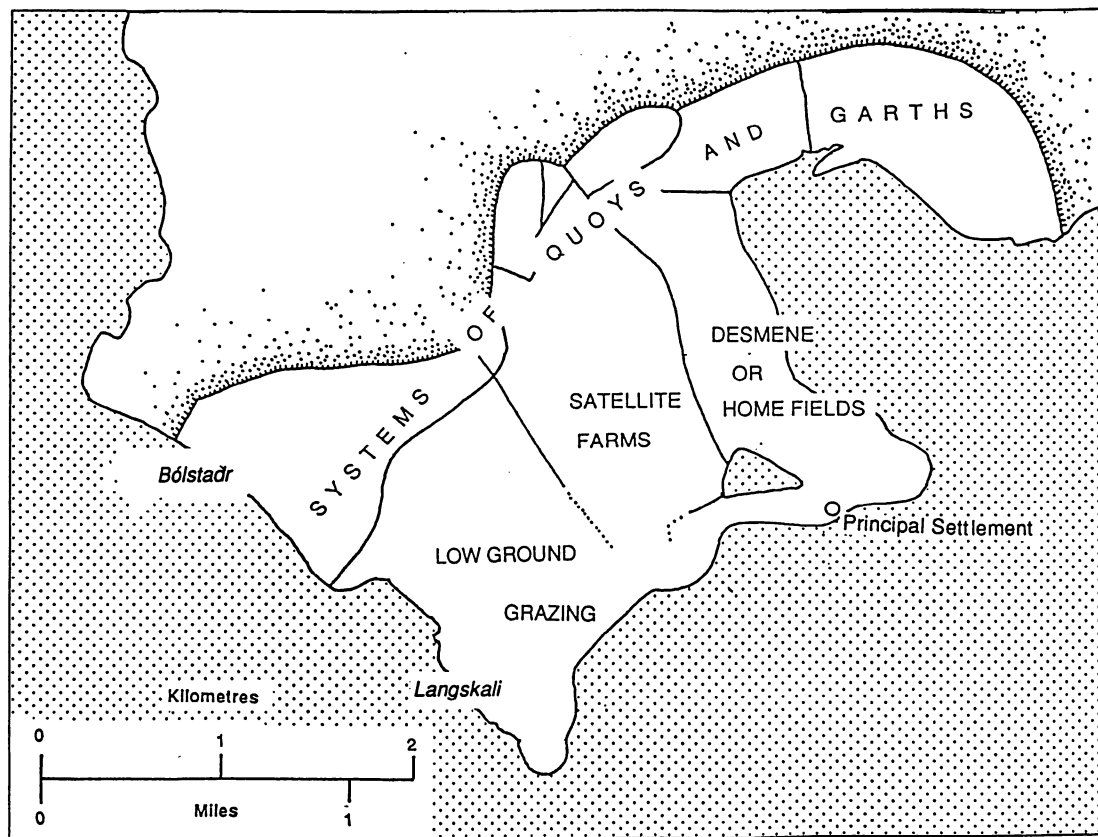 SYSTEMS OF QUOYS AND GARTHS
DESMENE
OR
HOME FIELDS
SATELLITE
FARMS
Bólstaðr
Principal Settlement
LOW GROUND
GRAZING
Langskali
Kilometres
0 1 2
0 1
Miles